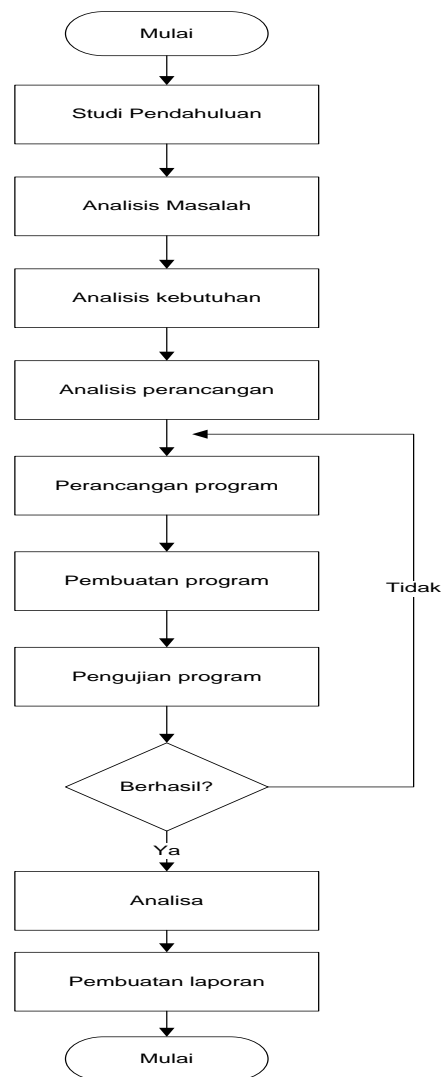 Mulai
Studi Pendahuluan
Analisis Masalah
Analisis kebutuhan
Analisis perancangan
Perancangan program
Pembuatan program
Tidak
Pengujian program
Berhasil?
Ya
Analisa
Pembuatan laporan
Mulai